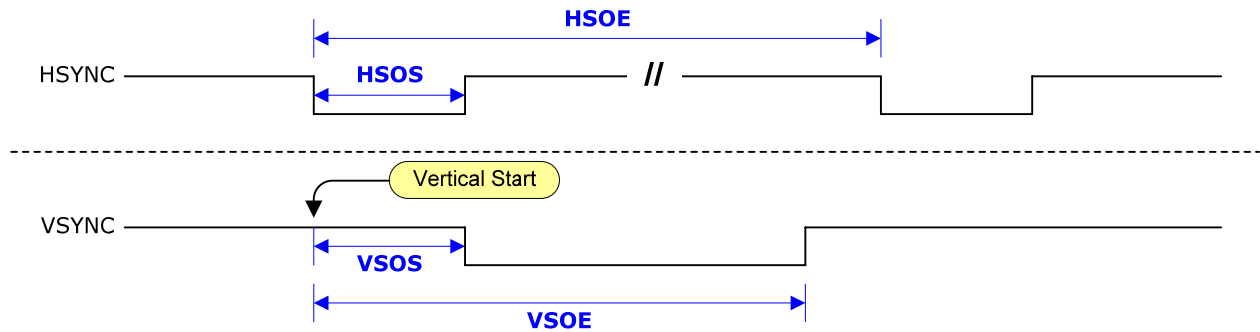 HSOE
HSYNC
HSOS
//
Vertical Start
VSYNC
VSOS
VSOE